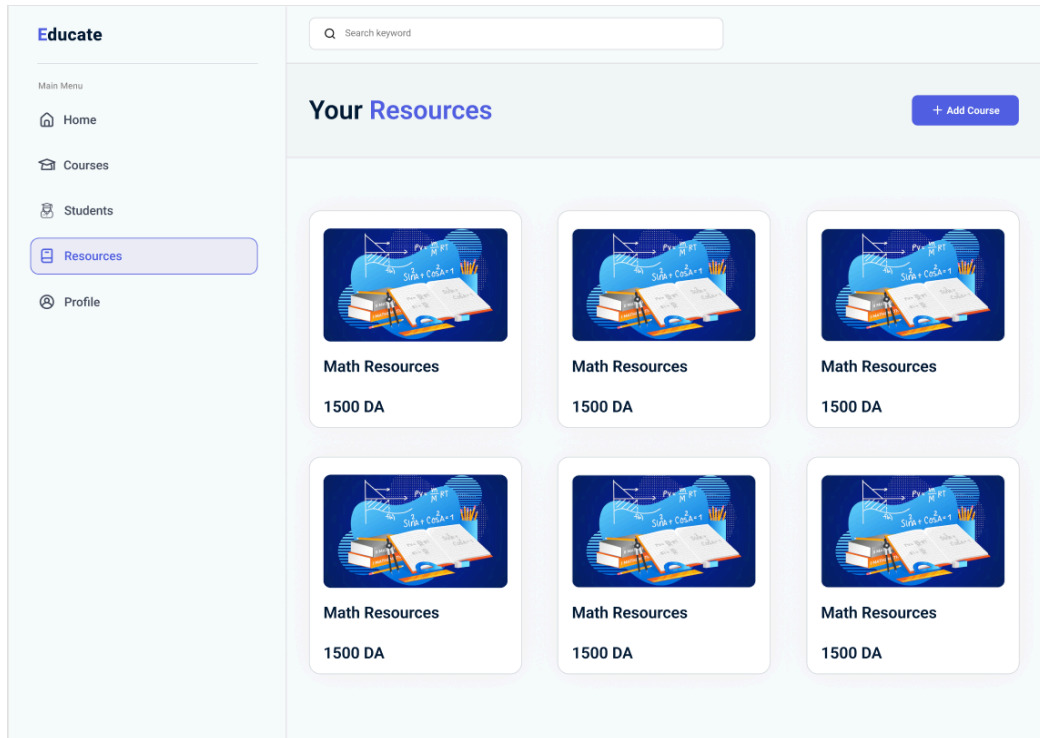 Educate
Search keyword
Main Menu
Home
Courses
Students
Resources
Profile
Your Resources
+ Add Course
Math Resources
1500 DA
Math Resources
1500 DA
Math Resources
1500 DA
Math Resources
1500 DA
Math Resources
1500 DA
Math Resources
1500 DA